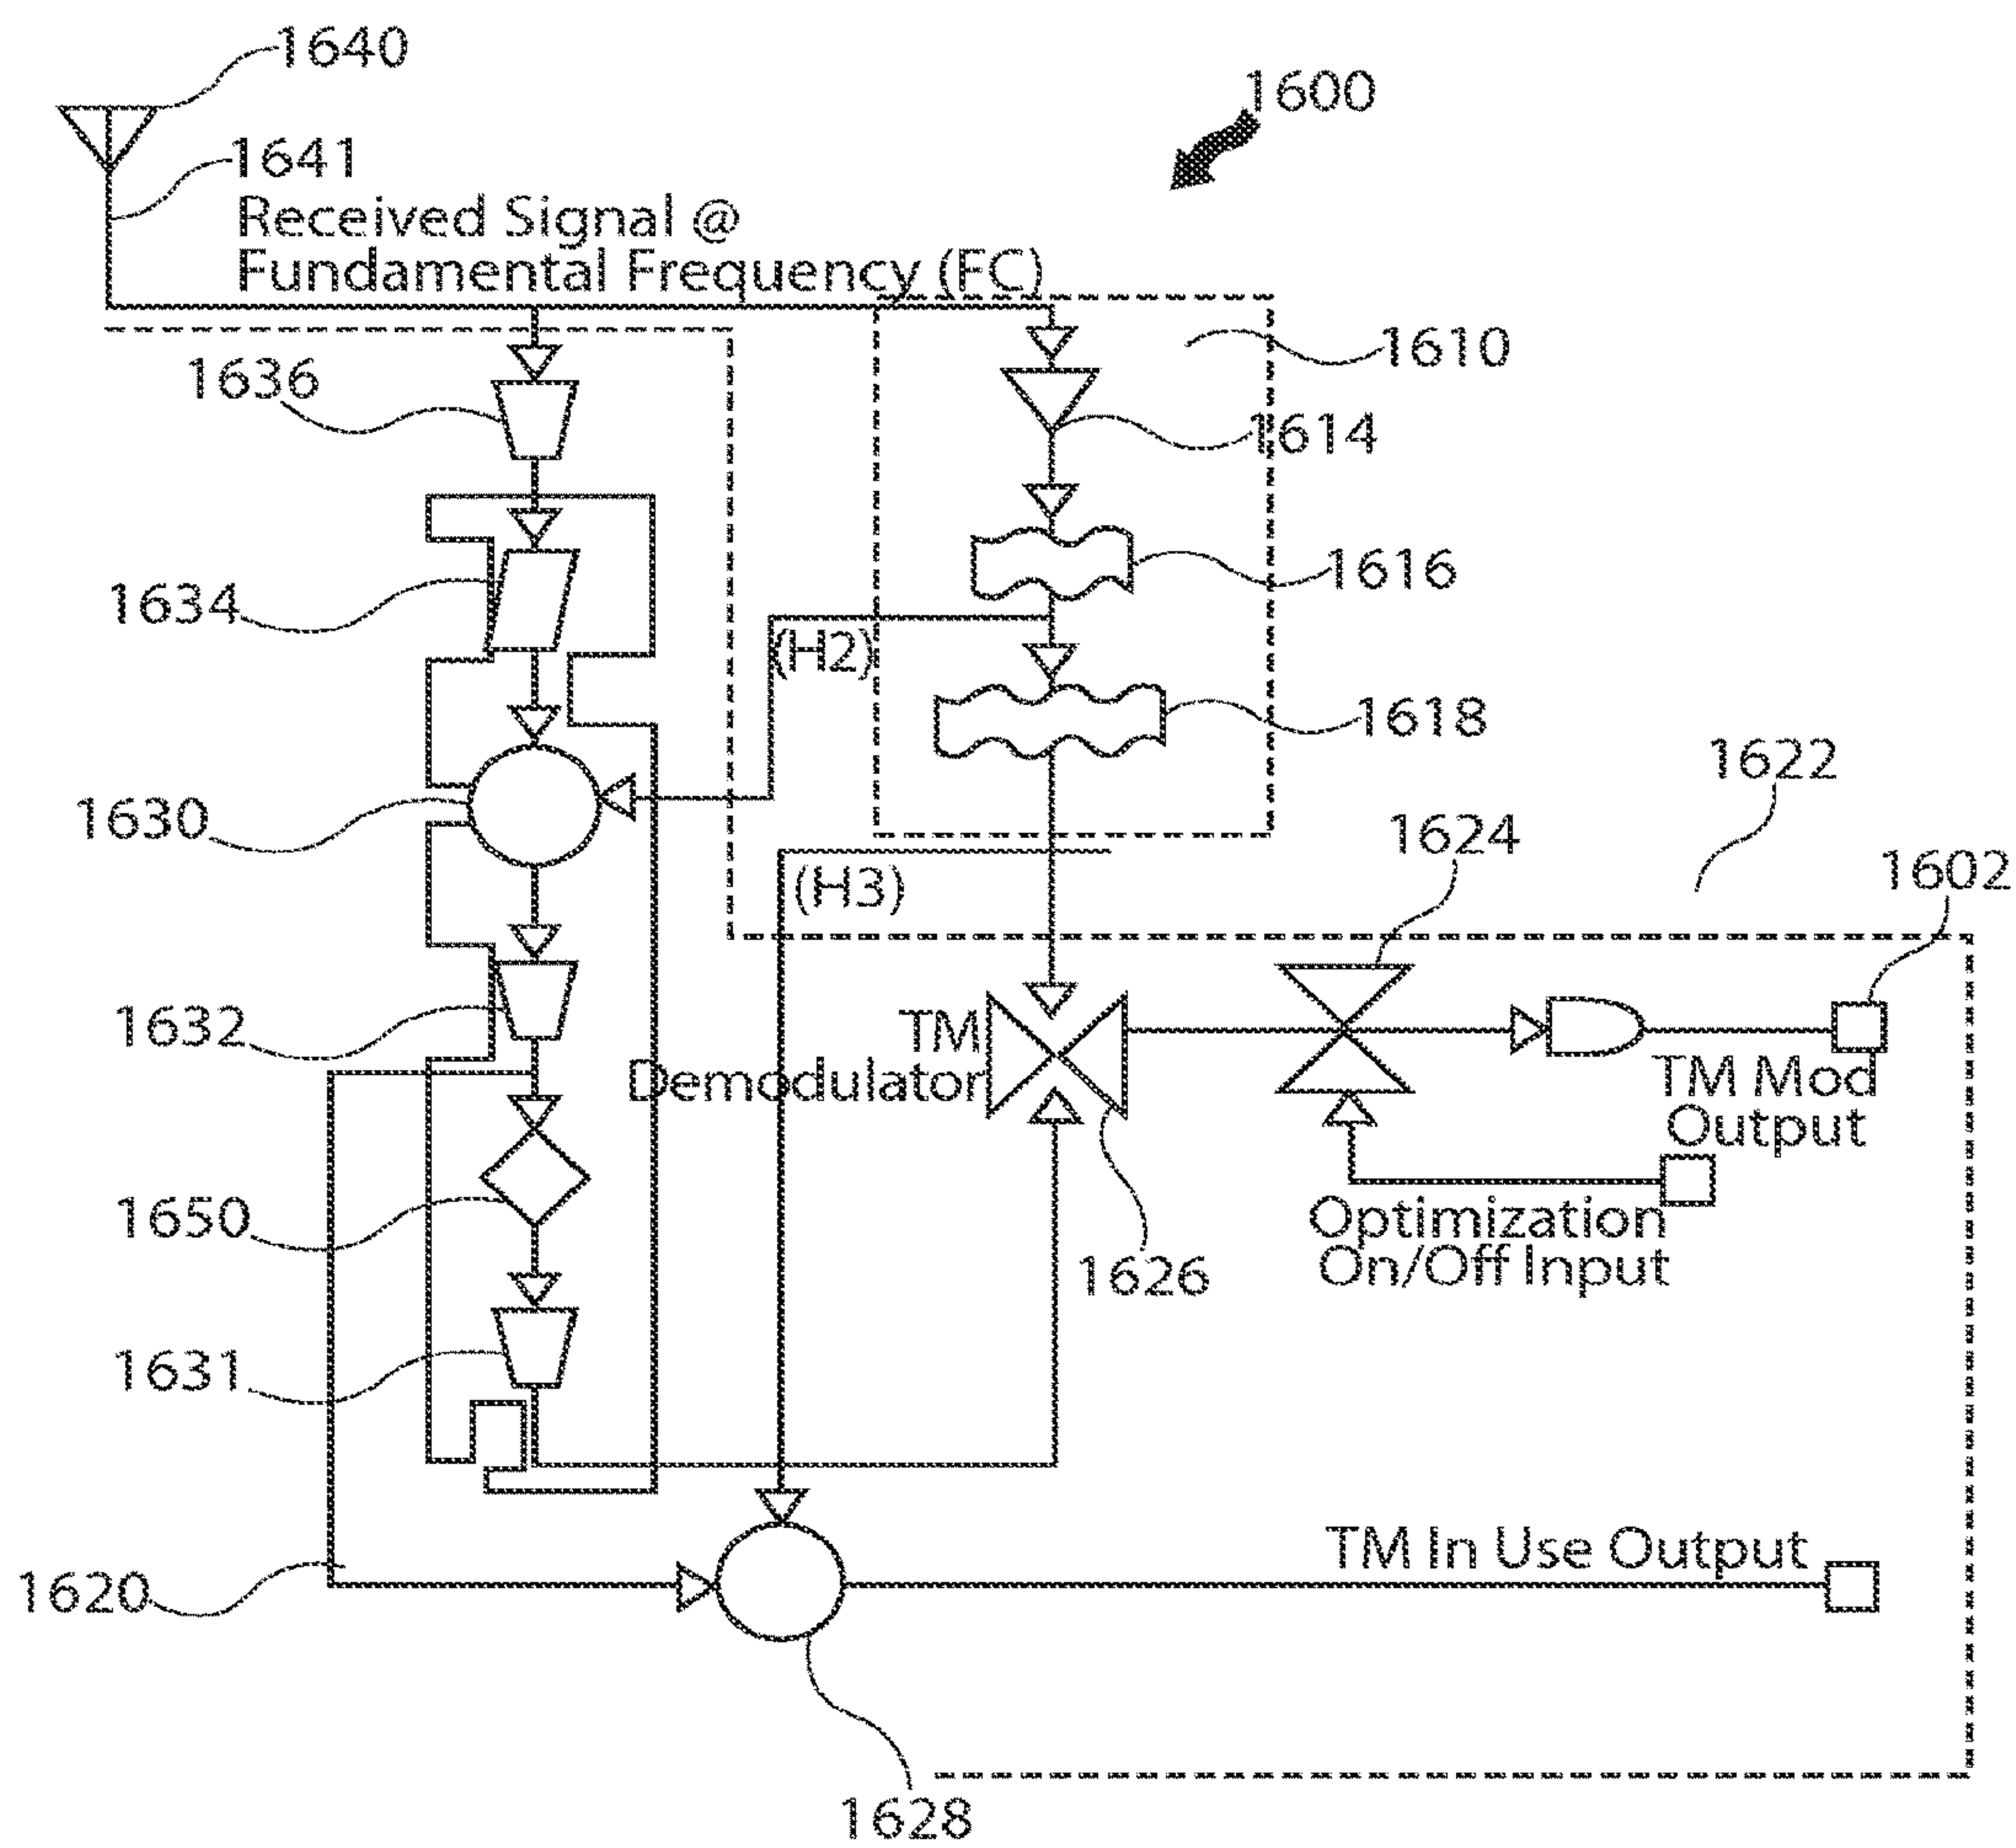 1640
1600
1641
Received Signal @
Fundamental Frequency (FC)
1610
1636
1614
1616
1634
(H2)
1618
1622
1630
1624
(H3)
1602
1632
TM
Demodulator
TM Mod
Output
1650
Optimization
On/Off Input
1626
1631
TM In Use Output
1620
1628